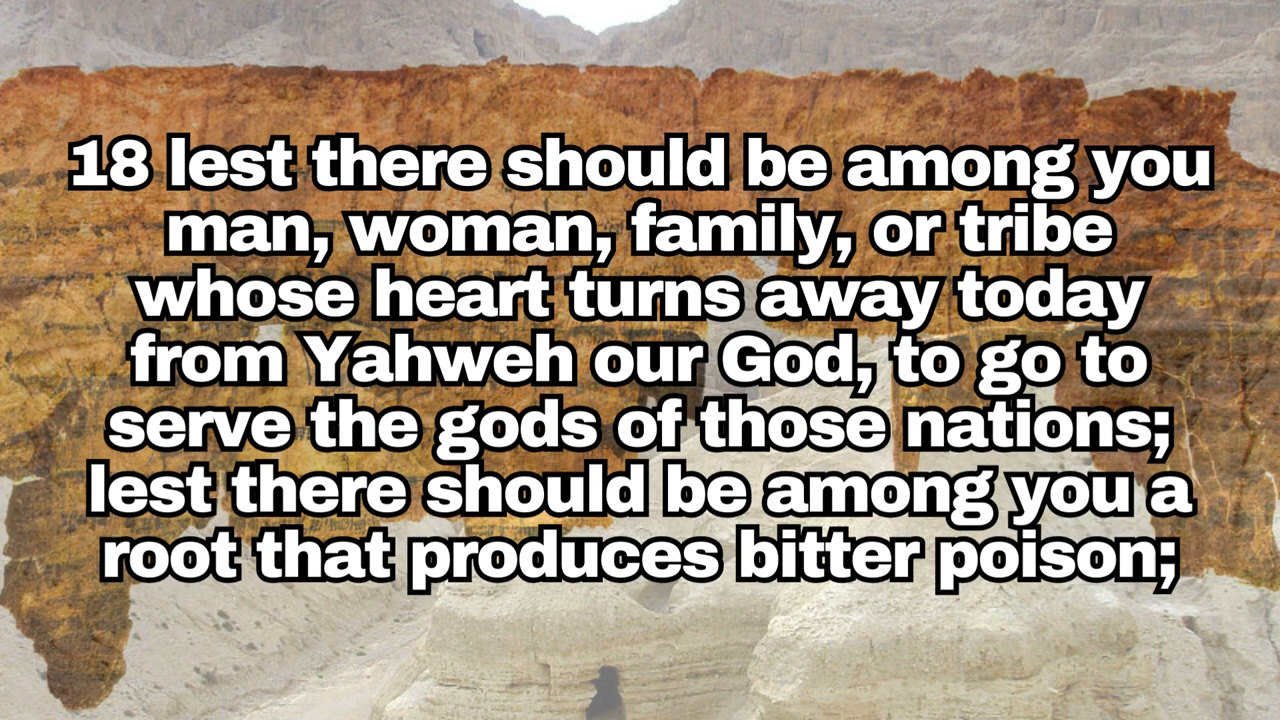 18 lest there should be among you
man, woman, family, or tribe
whose heart turns away today
from Yahweh our God, to go to
serve the gods of those nations;
lest there should be among you a
root that produces bitter poison;